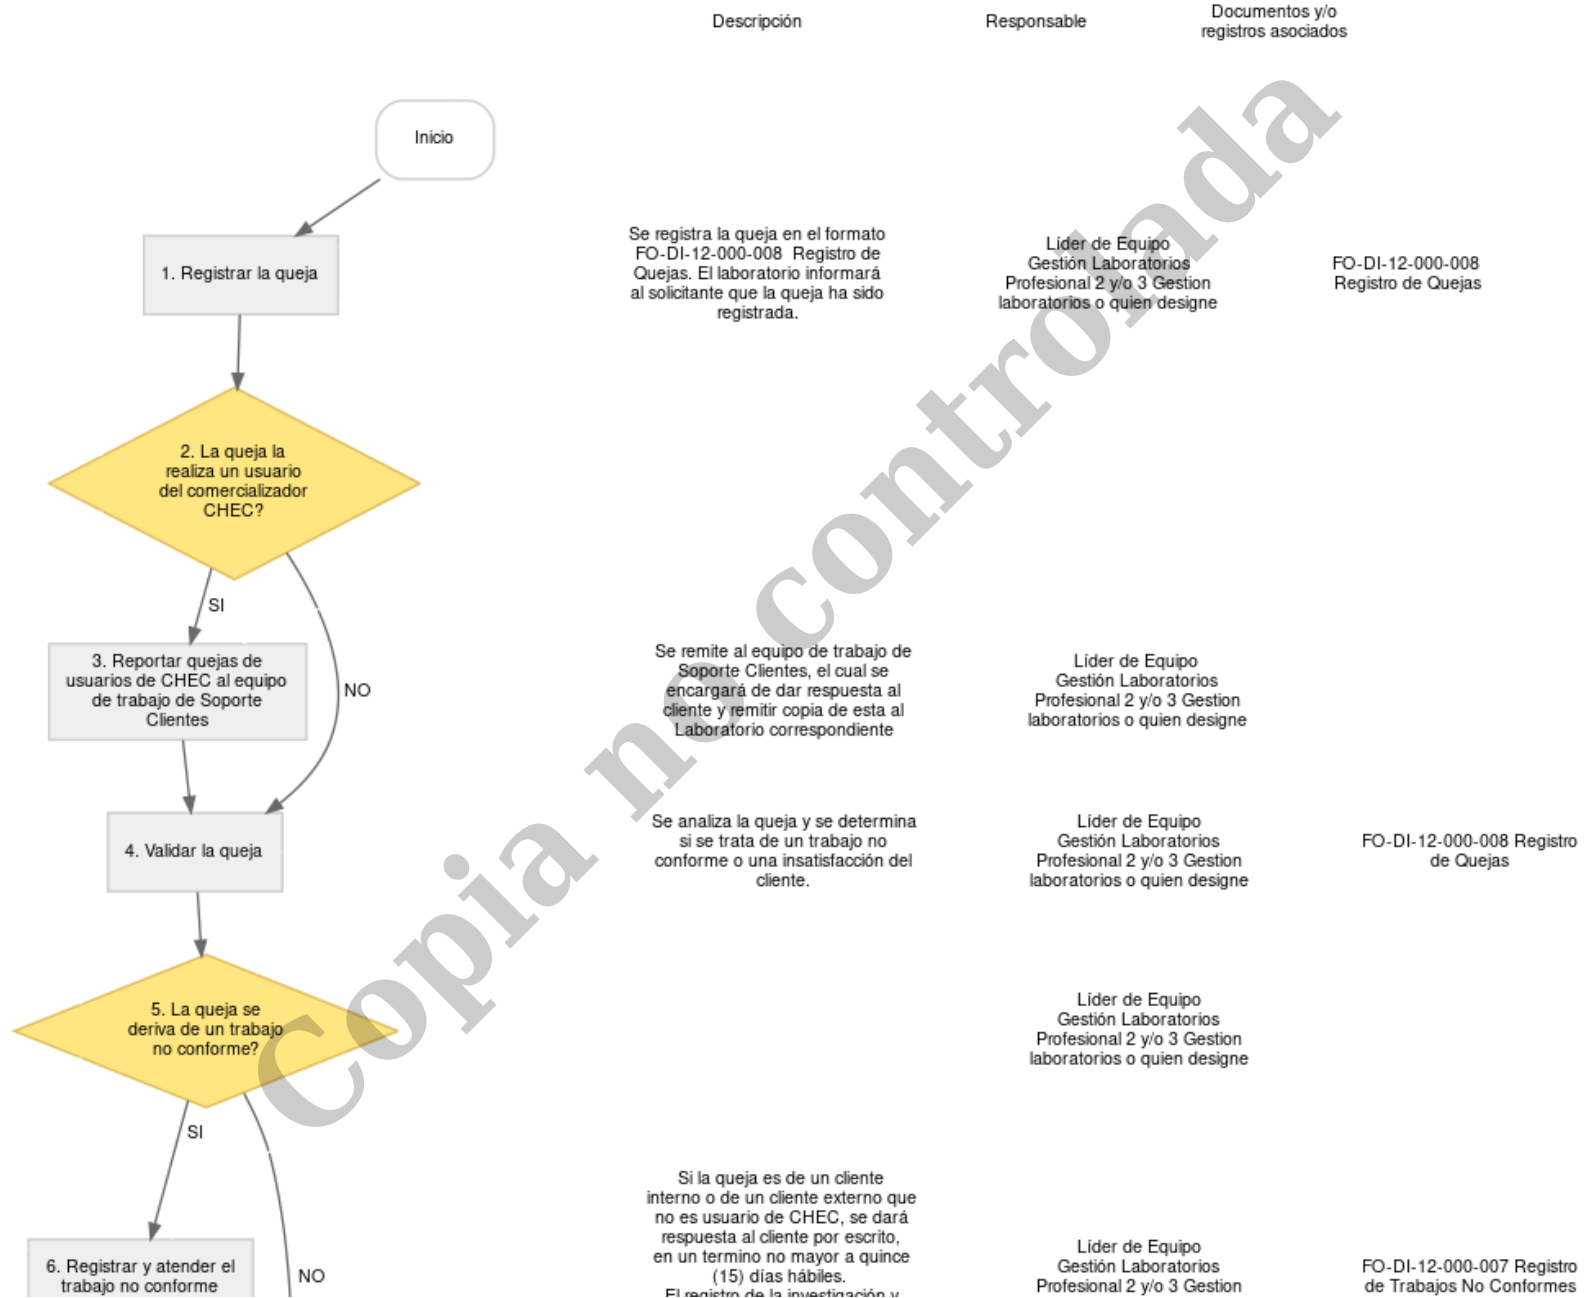 Descripción
Responsable
Documentos y/o
registros asociados
Inicio
1. Registrar la queja
Se registra la queja en el formato
FO-DI-12-000-008 Registro de
Quejas. El laboratorio informará
al solicitante que la queja ha sido
registrada.
Líder de Equipo
Gestión Laboratorios
Profesional 2 y/o 3 Gestion
laboratorios o quien designe
FO-DI-12-000-008
Registro de Quejas
2. La queja la
realiza un usuario
del comercializador
CHEC?
SI
NO
3. Reportar quejas de
usuarios de CHEC al equipo
de trabajo de Soporte
Clientes
Se remite al equipo de trabajo de
Soporte Clientes, el cual se
encargará de dar respuesta al
cliente y remitir copia de esta al
Laboratorio correspondiente
Líder de Equipo
Gestión Laboratorios
Profesional 2 y/o 3 Gestion
laboratorios o quien designe
4. Validar la queja
Se analiza la queja y se determina
si se trata de un trabajo no
conforme o una insatisfacción del
cliente.
Líder de Equipo
Gestión Laboratorios
Profesional 2 y/o 3 Gestion
laboratorios o quien designe
FO-DI-12-000-008 Registro
de Quejas
5. La queja se
deriva de un trabajo
no conforme?
Líder de Equipo
Gestión Laboratorios
Profesional 2 y/o 3 Gestion
laboratorios o quien designe
SI
NO
6. Registrar y atender el
trabajo no conforme
Si la queja es de un cliente
interno o de un cliente externo que
no es usuario de CHEC, se dará
respuesta al cliente por escrito,
en un termino no mayor a quince
(15) días hábiles.
El registro de la investigación y
Líder de Equipo
Gestión Laboratorios
Profesional 2 y/o 3 Gestion
FO-DI-12-000-007 Registro
de Trabajos No Conformes
Copia no controlada